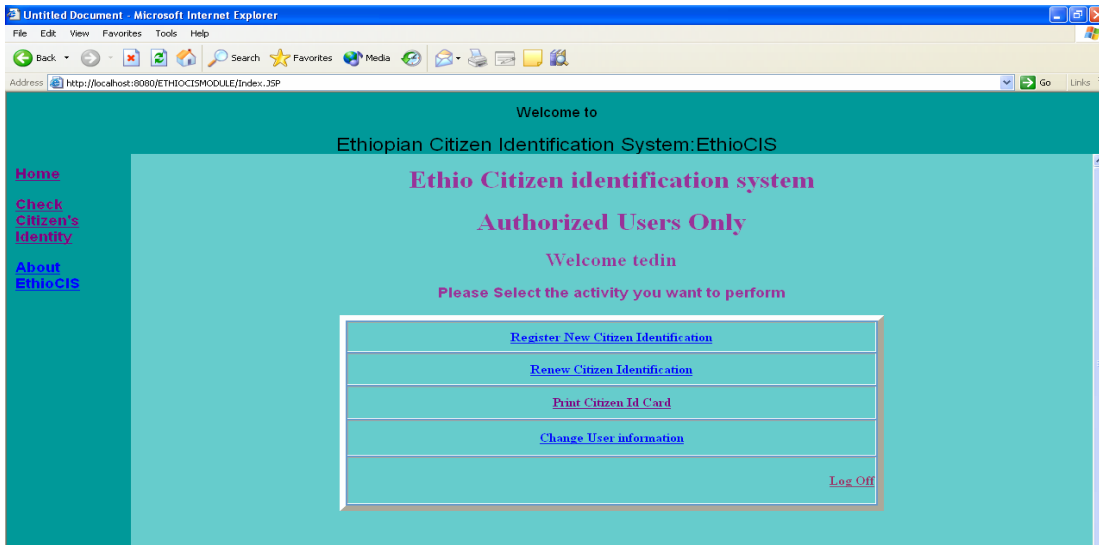 Untitled Document - Microsoft Internet Explorer
File Edit View Favorites Tools Help
Back Search Favorites Media
Address http://localhost:8080/ETHIOCISMODULE/Index.JSP Go Links
Welcome to
Ethiopian Citizen Identification System:EthioCIS
Home
Check
Citizen's
Identity
About
EthioCIS
Ethio Citizen identification system
Authorized Users Only
Welcome tedin
Please Select the activity you want to perform
Register New Citizen Identification
Renew Citizen Identification
Print Citizen Id Card
Change User information
Log Off